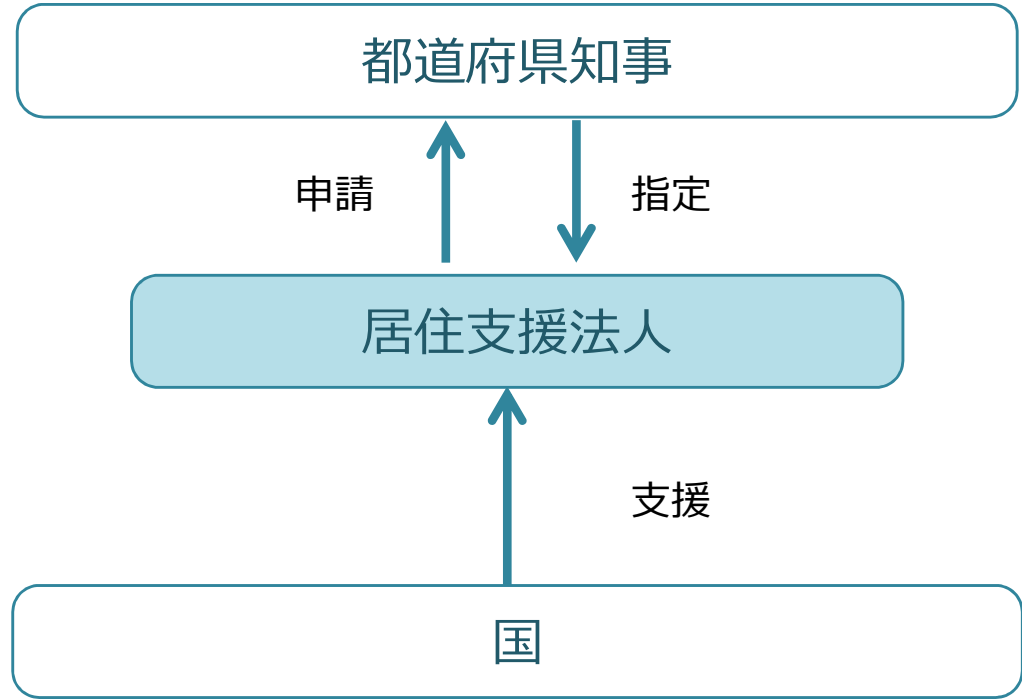 都道府県知事
申請
指定
居住支援法人
支援
国